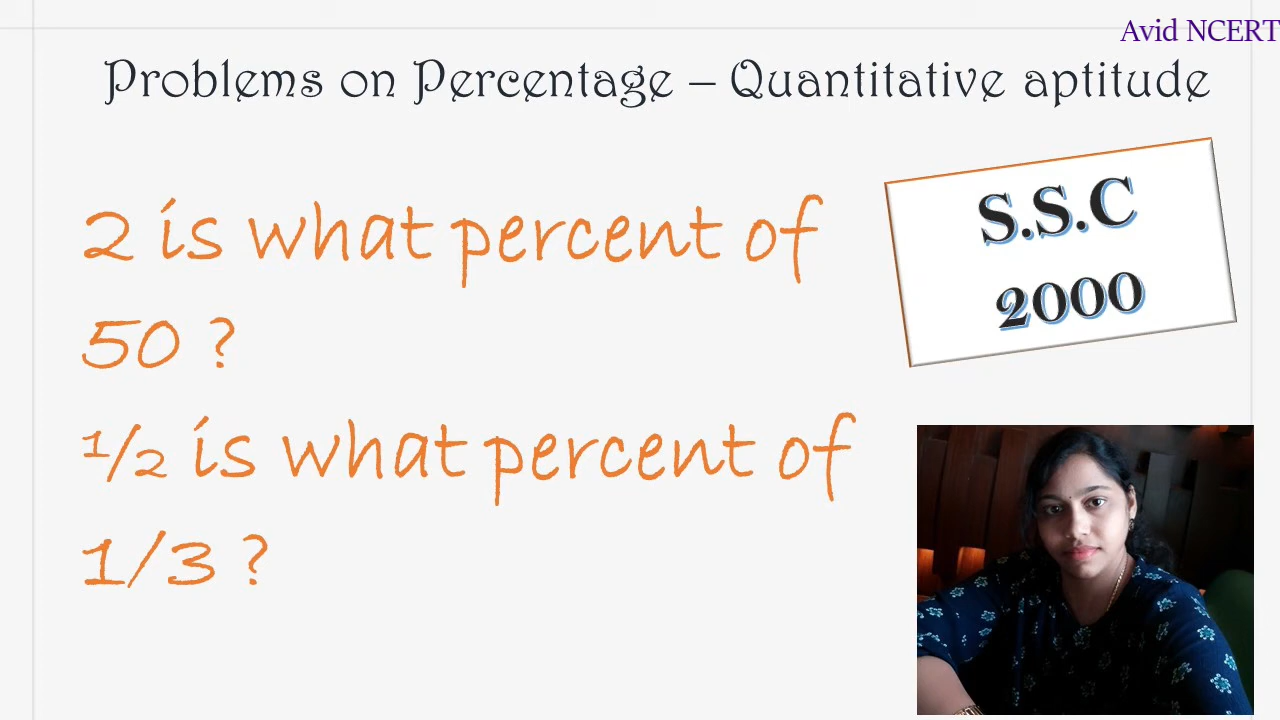 Avid NCERT
Problems on Percentage – Quantitative aptitude
S.S.C
2000
2 is what percent of
50 ?
½ is what percent of
1/3 ?